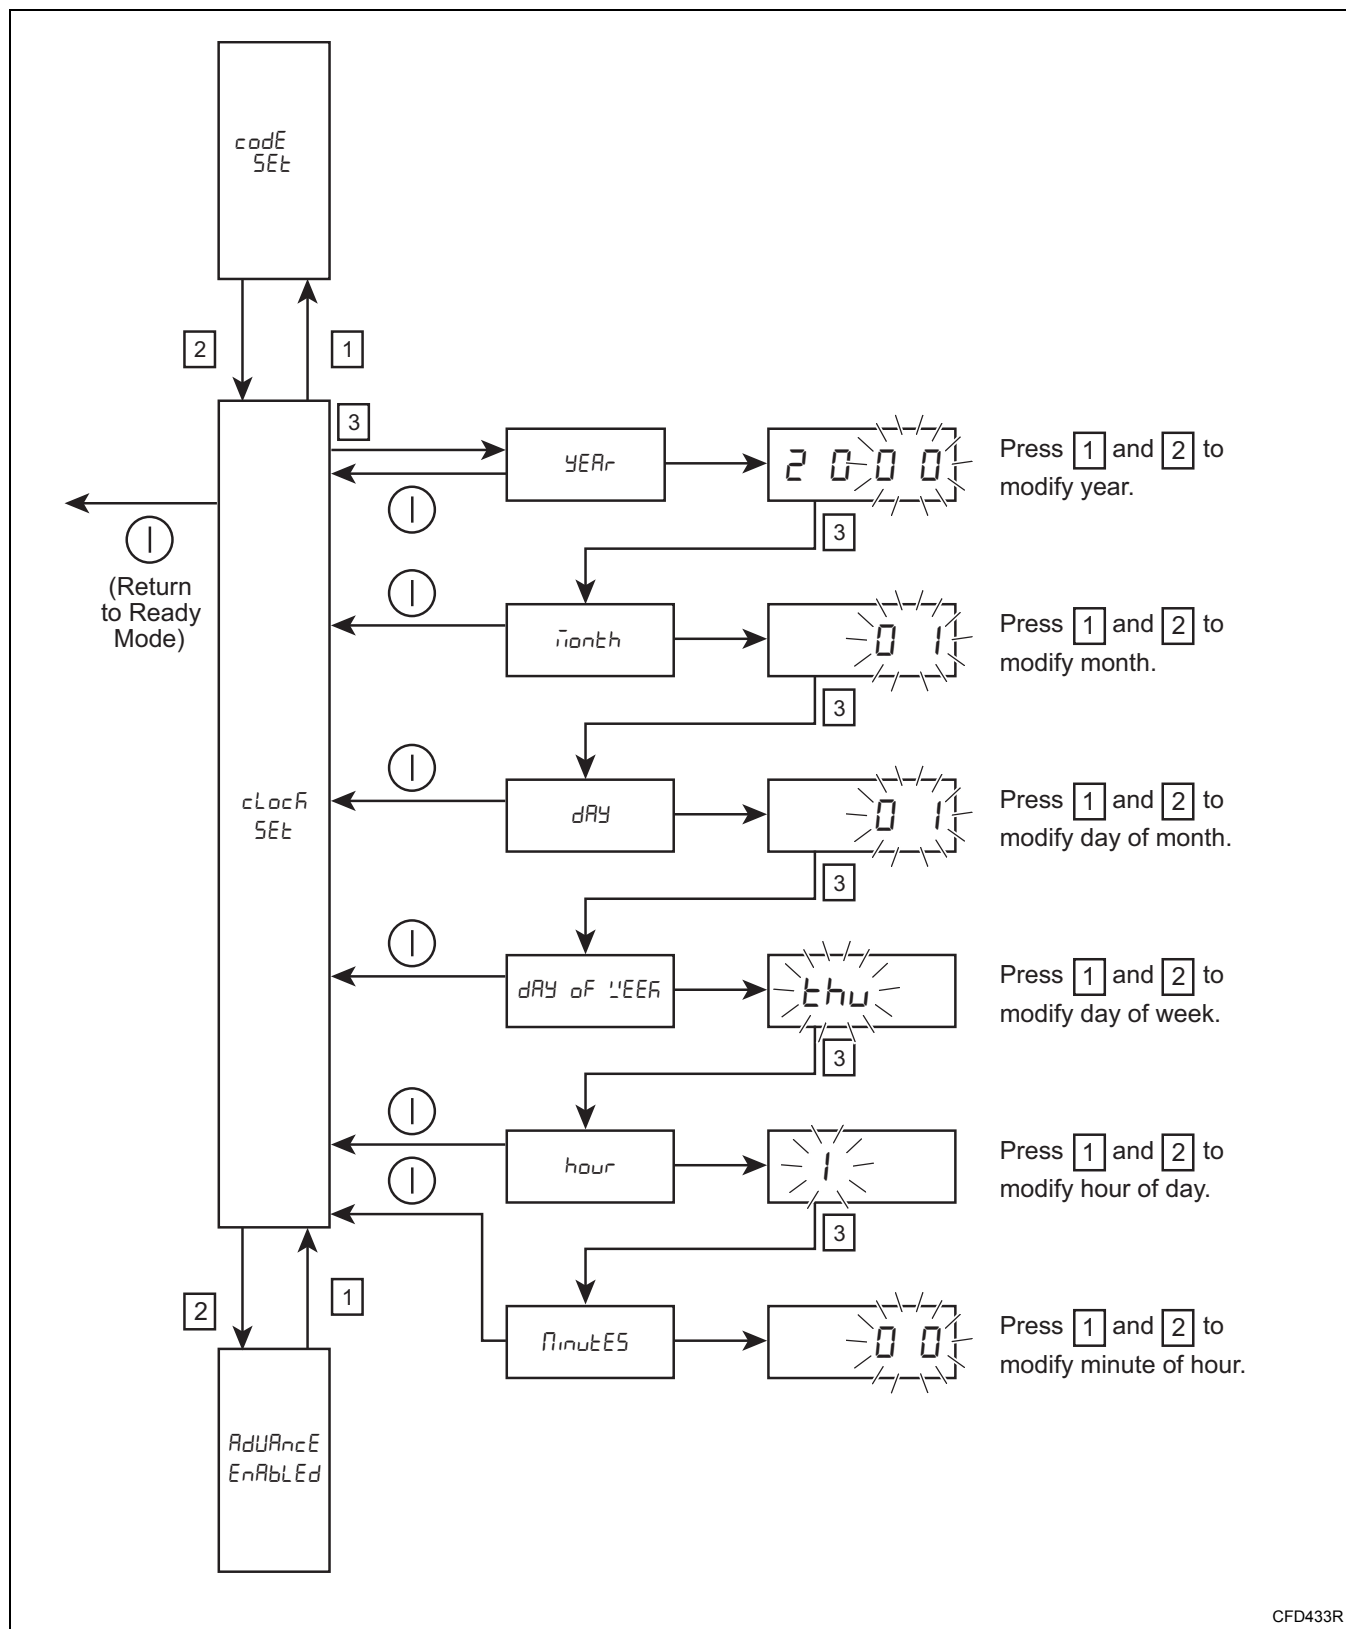 codE
SEt
2
1
3
YEAr
2 0 0 0
Press 1 and 2 to
modify year.
3
(Return
to Ready
Mode)
month
0 1
Press 1 and 2 to
modify month.
3
dAY
0 1
Press 1 and 2 to
modify day of month.
cLock
SEt
3
dAY oF WEEk
thu
Press 1 and 2 to
modify day of week.
3
hour
1
Press 1 and 2 to
modify hour of day.
3
2
1
MinutES
0 0
Press 1 and 2 to
modify minute of hour.
AdVAncE
EnAbLEd
CFD433R